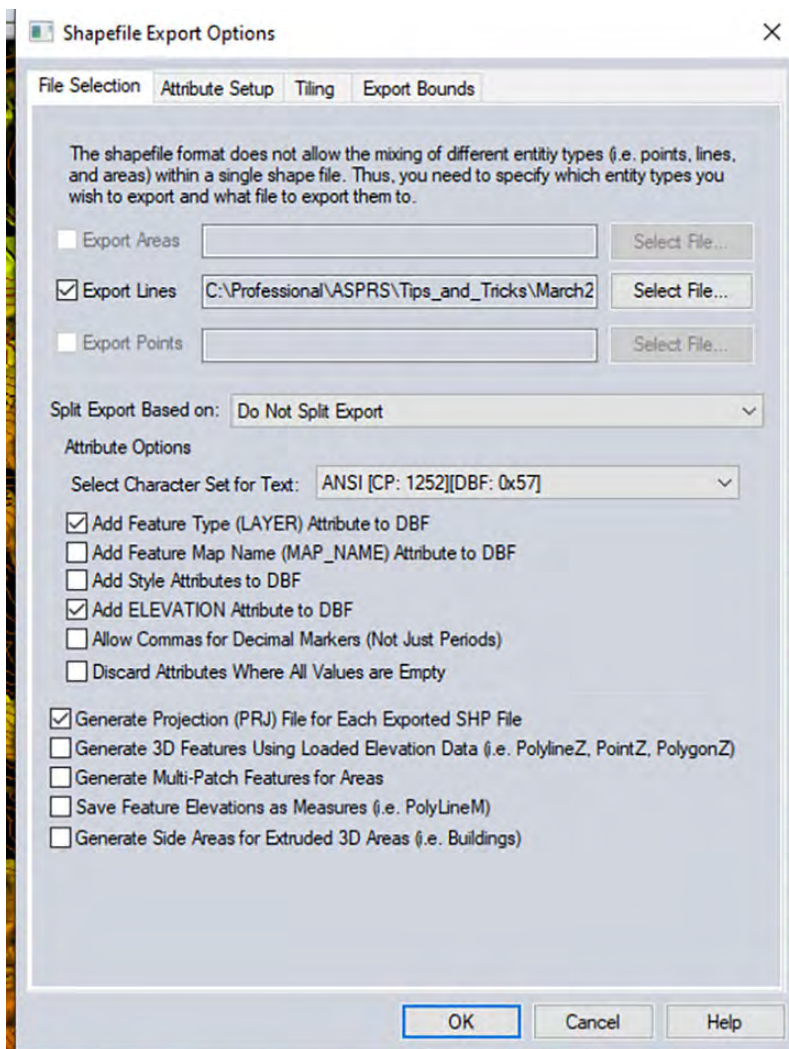 Shapefile Export Options
File Selection
Attribute Setup
Tiling
Export Bounds
The shapefile format does not allow the mixing of different entitiy types (i.e. points, lines,
and areas) within a single shape file. Thus, you need to specify which entity types you
wish to export and what file to export them to.
Export Areas
Select File...
Export Lines
C:\Professional\ASPRS\Tips_and_Tricks\March2
Select File...
Export Points
Select File...
Split Export Based on:
Do Not Split Export
Attribute Options
Select Character Set for Text:
ANSI [CP: 1252][DBF: 0x57]
Add Feature Type (LAYER) Attribute to DBF
Add Feature Map Name (MAP_NAME) Attribute to DBF
Add Style Attributes to DBF
Add ELEVATION Attribute to DBF
Allow Commas for Decimal Markers (Not Just Periods)
Discard Attributes Where All Values are Empty
Generate Projection (PRJ) File for Each Exported SHP File
Generate 3D Features Using Loaded Elevation Data (i.e. PolylineZ, PointZ, PolygonZ)
Generate Multi-Patch Features for Areas
Save Feature Elevations as Measures (i.e. PolyLineM)
Generate Side Areas for Extruded 3D Areas (i.e. Buildings)
OK
Cancel
Help